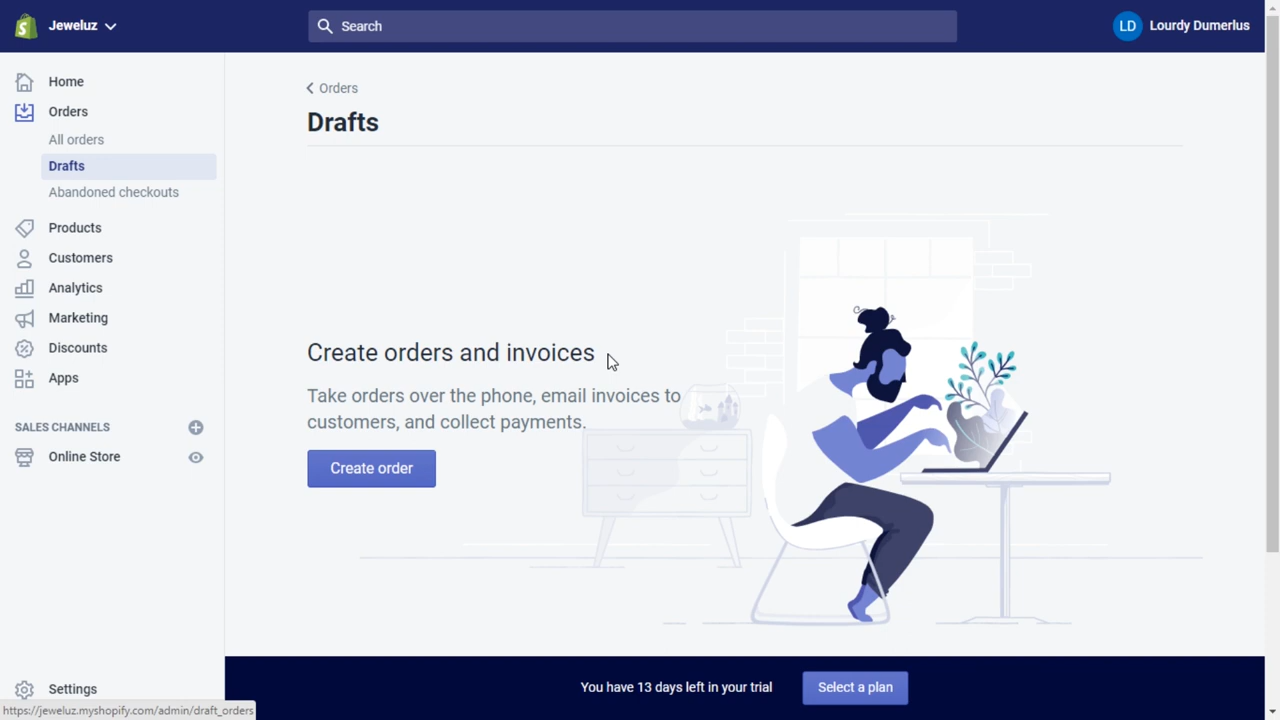 Jeweluz
Search
LD
Lourdy Dumerlus
Home
Orders
All orders
Drafts
Abandoned checkouts
Products
Customers
Analytics
Marketing
Discounts
Apps
SALES CHANNELS
Online Store
Settings
https://jeweluz.myshopify.com/admin/draft_orders
Orders
Drafts
Create orders and invoices
Take orders over the phone, email invoices to
customers, and collect payments.
Create order
You have 13 days left in your trial
Select a plan